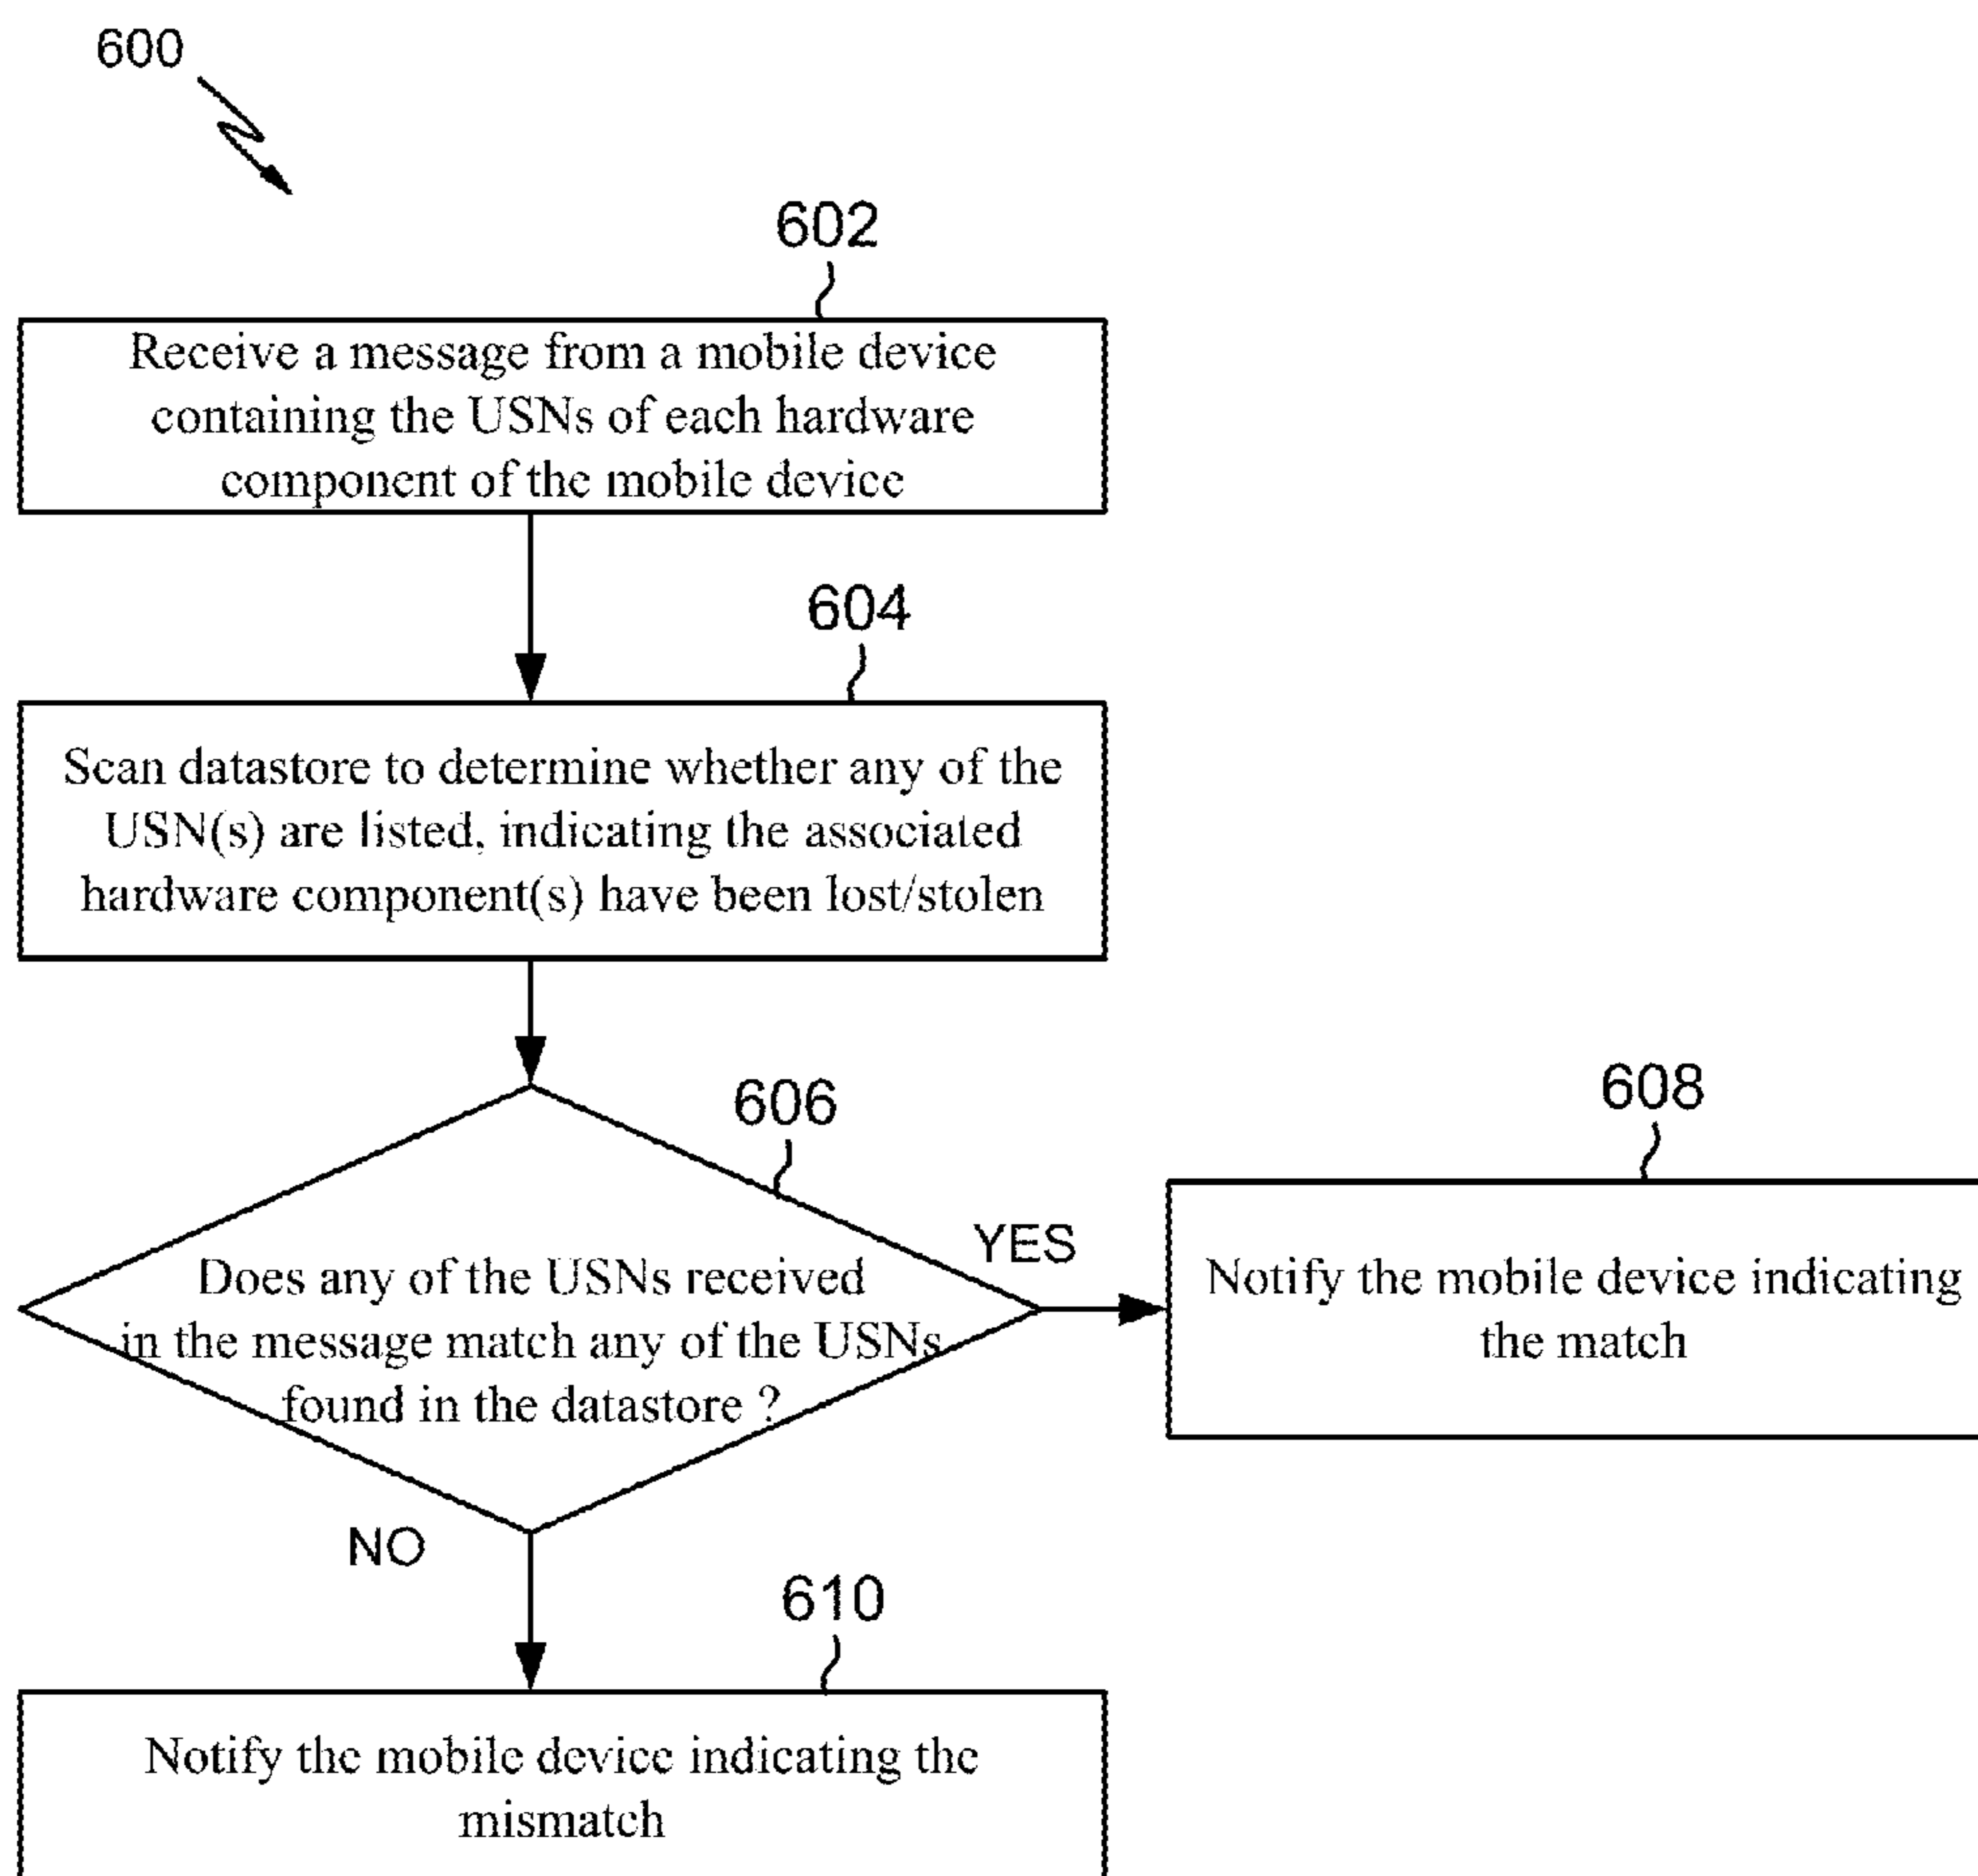 600
602
Receive a message from a mobile device
containing the USNs of each hardware
component of the mobile device
604
Scan datastore to determine whether any of the
USN(s) are listed, indicating the associated
hardware component(s) have been lost/stolen
606
608
YES
Does any of the USNs received
in the message match any of the USNs
found in the datastore ?
Notify the mobile device indicating
the match
NO
610
Notify the mobile device indicating the
mismatch